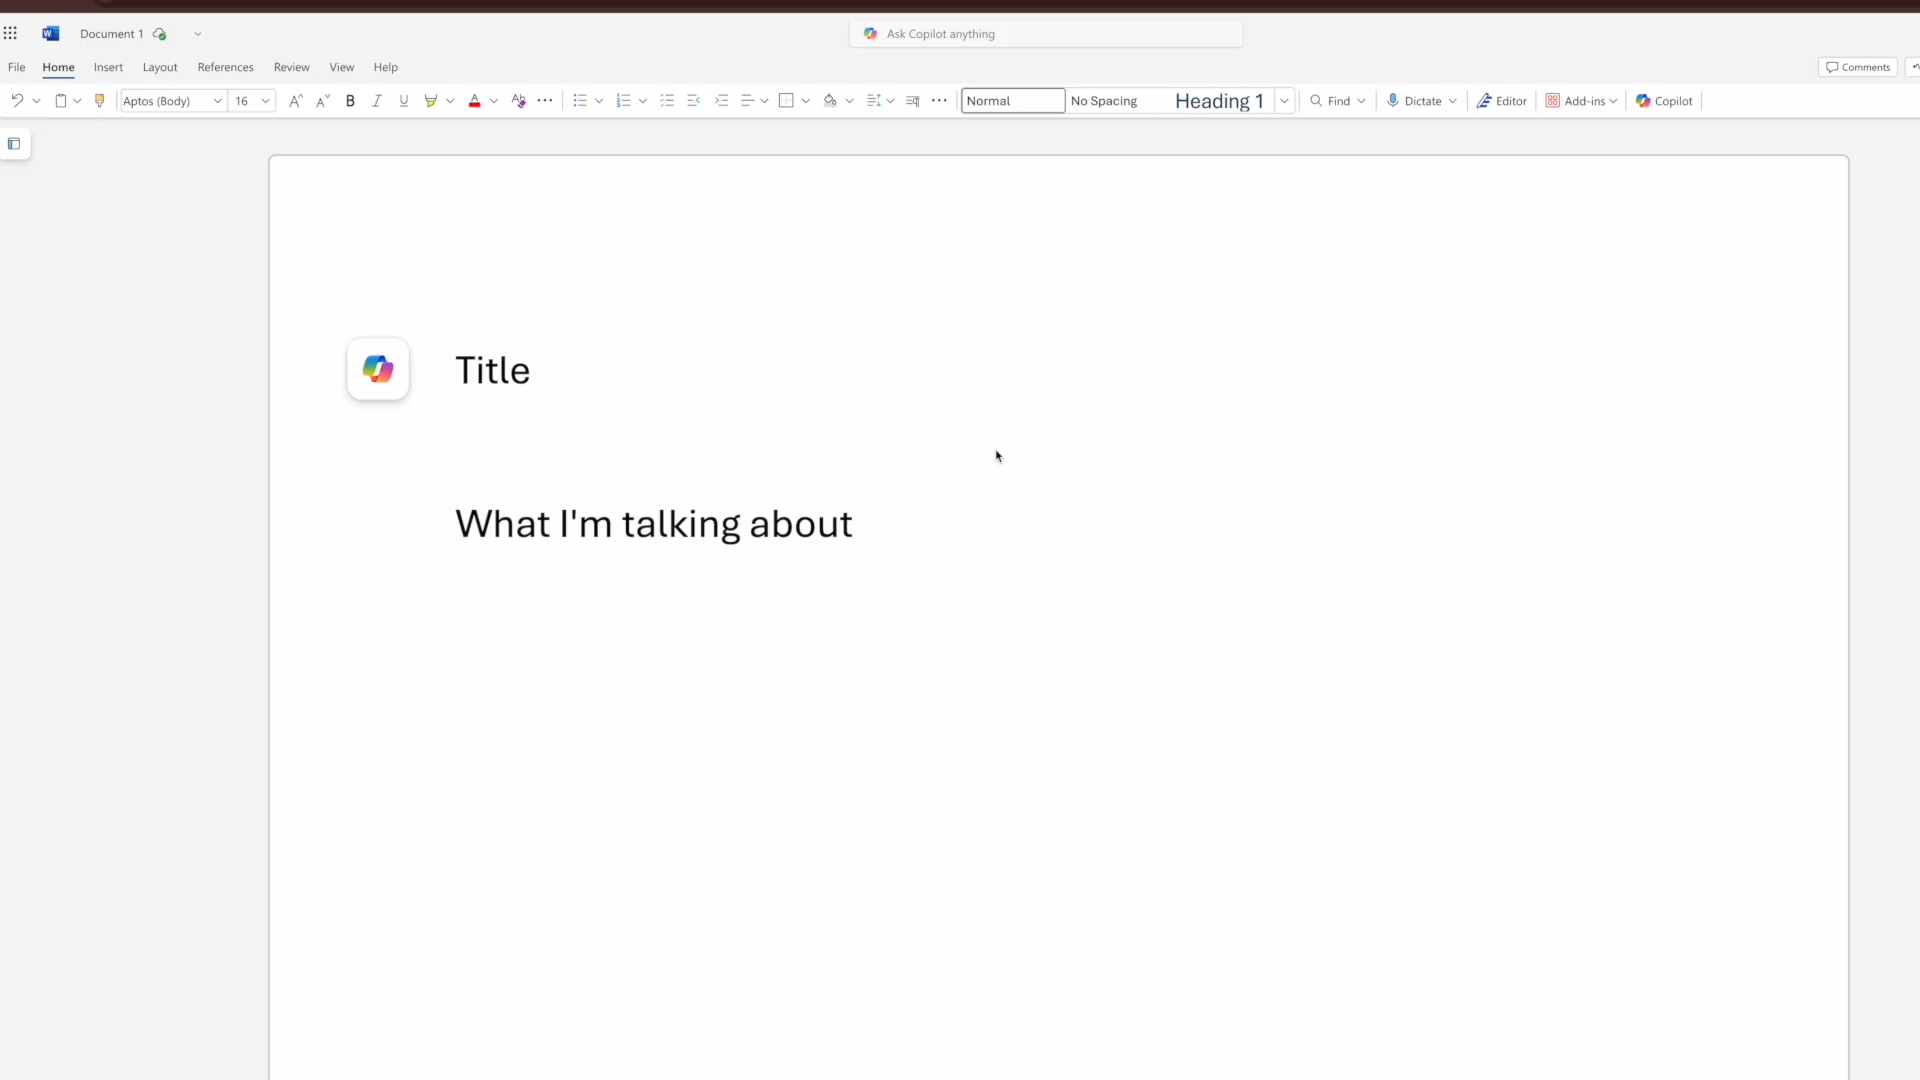 Document 1
Ask Copilot anything
File Home Insert Layout References Review View Help
Comments
Aptos (Body) 16 Normal No Spacing Heading 1 Find Dictate Editor Add-ins Copilot
Title
What I'm talking about